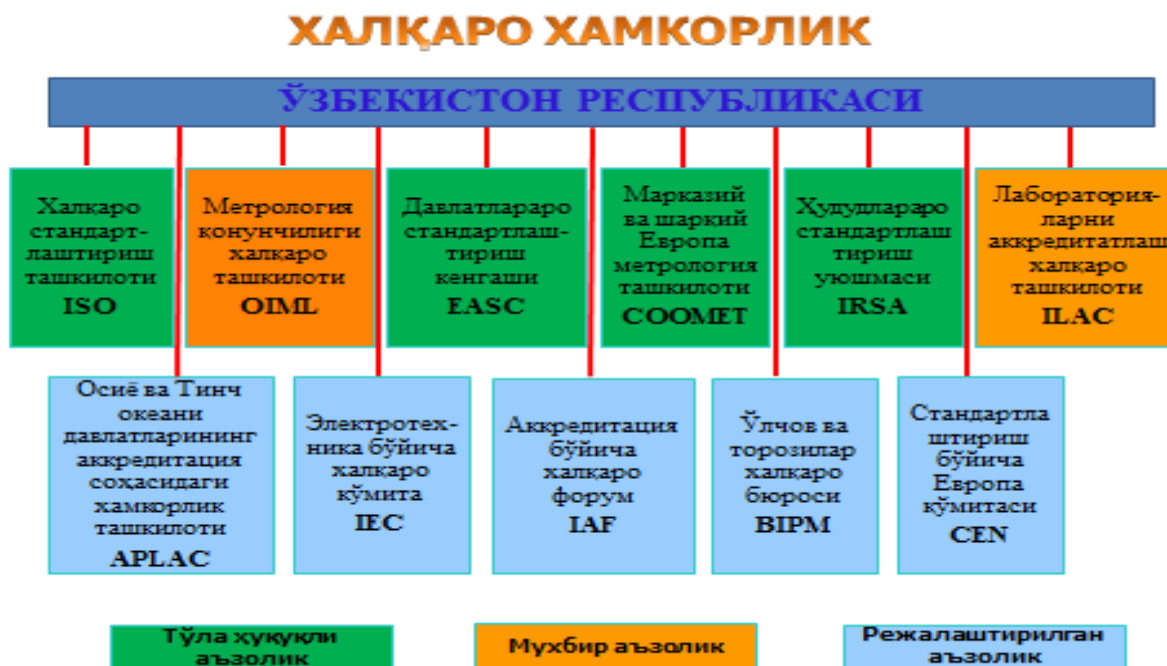 ХАЛҚАРО ХАМКОРЛИК
ЎЗБЕКИСТОН РЕСПУБЛИКАСИ
Халқаро
стандарт-
лаштириш
ташкилоти
ISO
Метрология
қонунчилиги
халқаро
ташкилоти
OIML
Давлатлараро
стандартлаш-
тириш
кенгаши
EASC
Марказий
ва шарқий
Европа
метрология
ташкилоти
COOMET
Ҳудудлараро
стандартлаш
тириш
уюшмаси
IRSA
Лаборатория-
ларни
аккредитатлаш
халқаро
ташкилоти
ILAC
Осиё ва Тинч
океани
давлатларининг
аккредитация
соҳасидаги
хамкорлик
ташкилоти
APLAC
Электротех-
ника бўйича
халқаро
кўмита
IEC
Аккредитация
бўйича
халқаро
форум
IAF
Ўлчов ва
торозилар
халқаро
бюроси
BIPM
Стандартла
штириш
бўйича
Европа
қўмитаси
CEN
Тўла ҳуқуқли
аъзолик
Мухбир аъзолик
Режалаштирилган
аъзолик